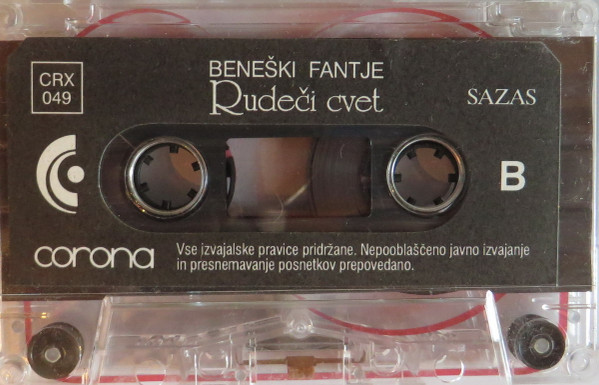 CRX
049
BENEŠKI FANTJE
Rudeči cvet
SAZAS
B
corona
Vse izvajalske pravice pridržane. Nepooblaščeno javno izvajanje
in presnemavanje posnetkov prepovedano.